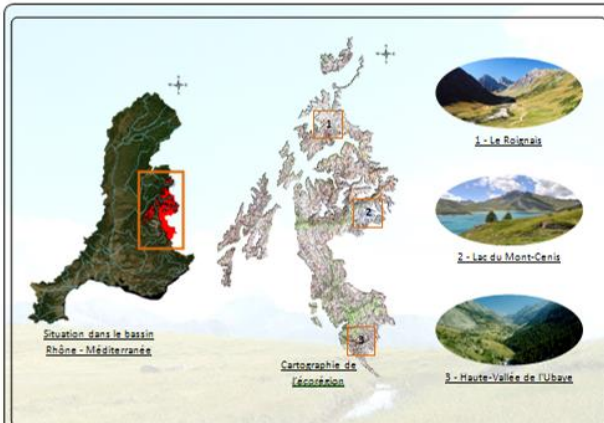 Situation dans le bassin
Rhône - Méditerranée
1
2
3
Cartographie de
l'écorégion
1 - Le Roignais
2 - Lac du Mont-Cenis
3 - Haute-Vallée de l'Ubaye